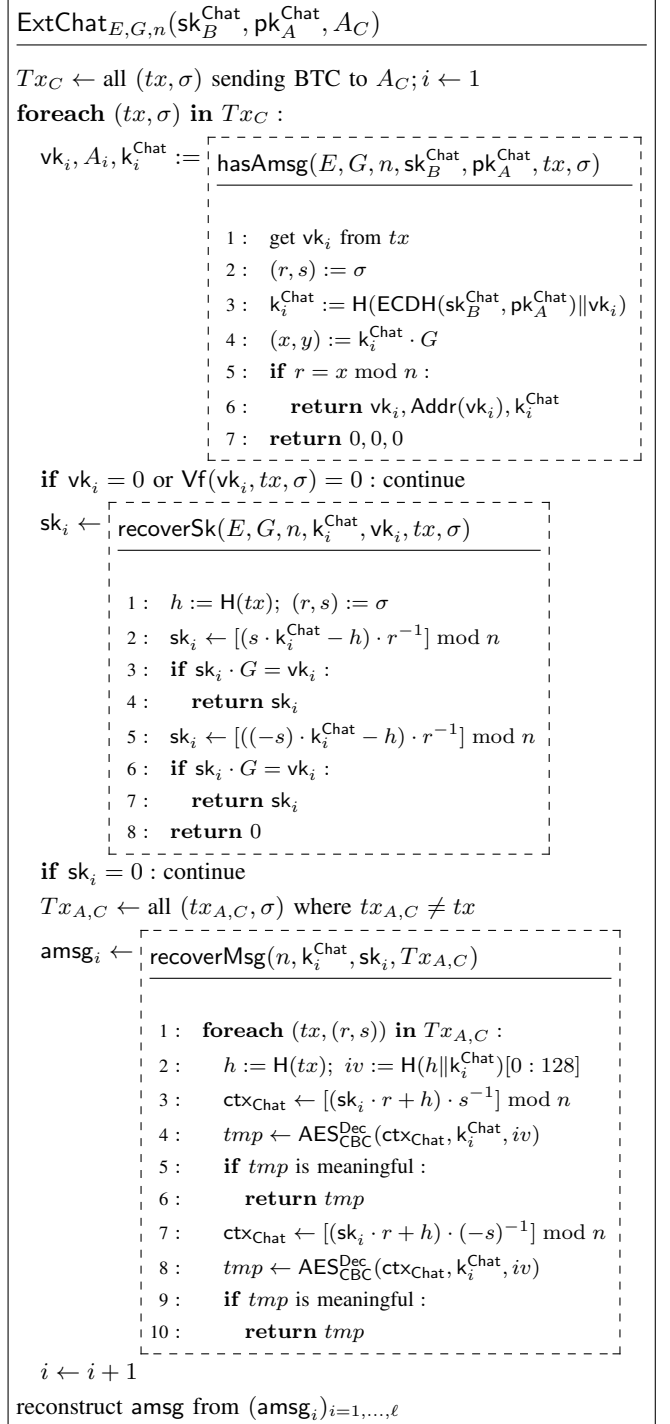 ExtChat_{E,G,n}(sk_B^Chat, pk_A^Chat, A_C)
Tx_C ← all (tx, σ) sending BTC to A_C; i ← 1
foreach (tx, σ) in Tx_C :
vk_i, A_i, k_i^Chat := hasAmsg(E, G, n, sk_B^Chat, pk_A^Chat, tx, σ)
1 : get vk_i from tx
2 : (r, s) := σ
3 : k_i^Chat := H(ECDH(sk_B^Chat, pk_A^Chat)||vk_i)
4 : (x, y) := k_i^Chat · G
5 : if r = x mod n :
6 : return vk_i, Addr(vk_i), k_i^Chat
7 : return 0, 0, 0
if vk_i = 0 or Vf(vk_i, tx, σ) = 0 : continue
sk_i ← recoverSk(E, G, n, k_i^Chat, vk_i, tx, σ)
1 : h := H(tx); (r, s) := σ
2 : sk_i ← [(s · k_i^Chat − h) · r^{−1}] mod n
3 : if sk_i · G = vk_i :
4 : return sk_i
5 : sk_i ← [((−s) · k_i^Chat − h) · r^{−1}] mod n
6 : if sk_i · G = vk_i :
7 : return sk_i
8 : return 0
if sk_i = 0 : continue
Tx_{A,C} ← all (tx_{A,C}, σ) where tx_{A,C} ≠ tx
amsg_i ← recoverMsg(n, k_i^Chat, sk_i, Tx_{A,C})
1 : foreach (tx, (r, s)) in Tx_{A,C} :
2 : h := H(tx); iv := H(h||k_i^Chat)[0 : 128]
3 : ctx_Chat ← [(sk_i · r + h) · s^{−1}] mod n
4 : tmp ← AES_CBC^Dec(ctx_Chat, k_i^Chat, iv)
5 : if tmp is meaningful :
6 : return tmp
7 : ctx_Chat ← [(sk_i · r + h) · (−s)^{−1}] mod n
8 : tmp ← AES_CBC^Dec(ctx_Chat, k_i^Chat, iv)
9 : if tmp is meaningful :
10 : return tmp
i ← i + 1
reconstruct amsg from (amsg_i)_{i=1,...,ℓ}